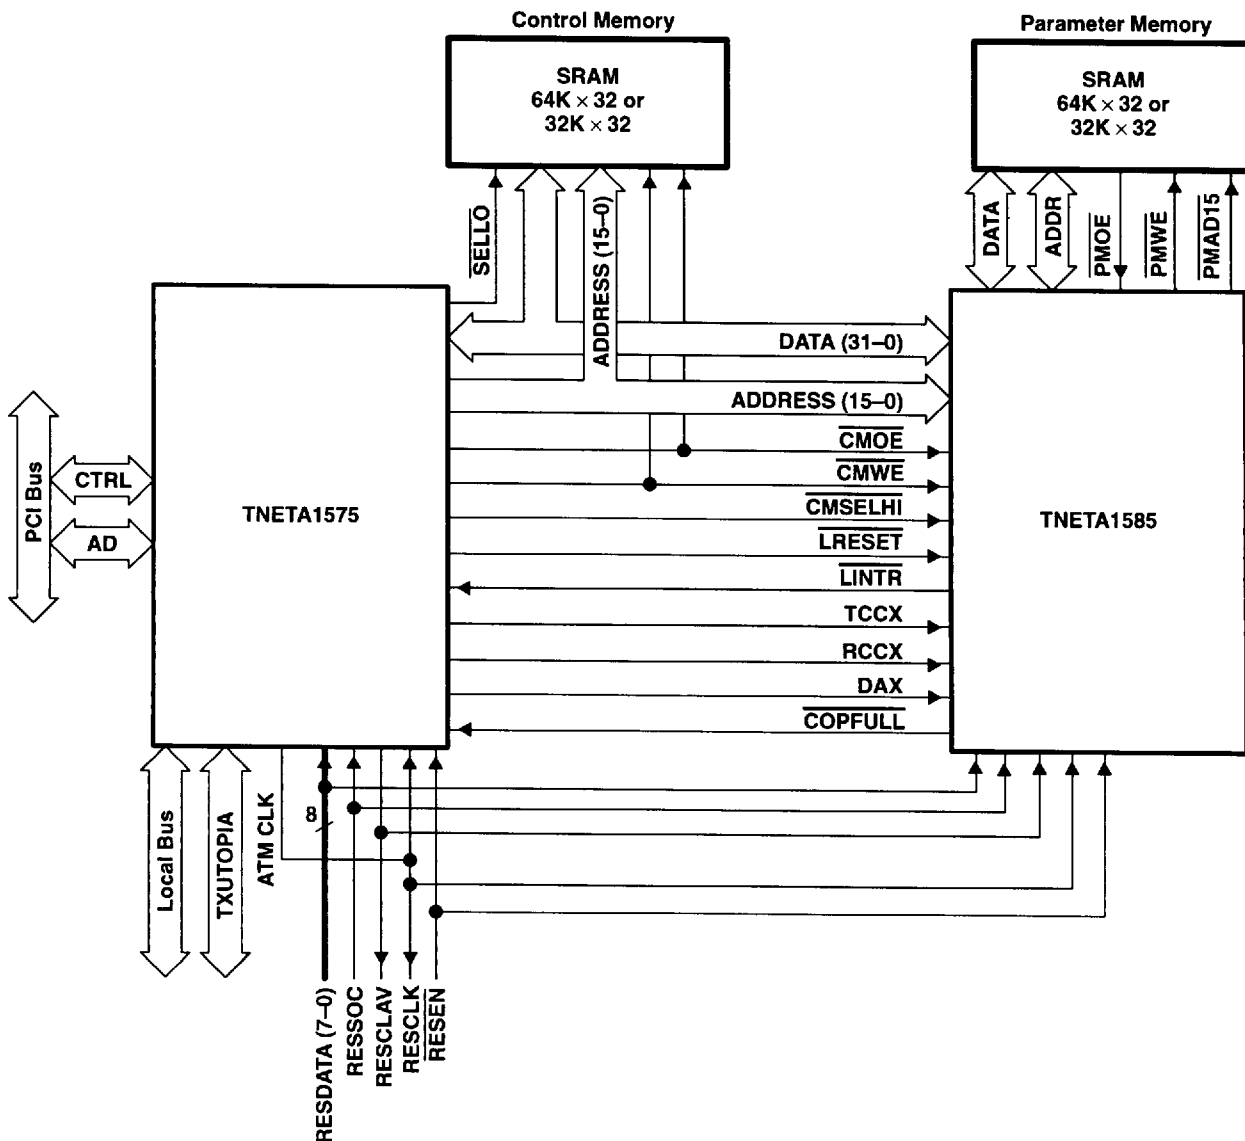 Control Memory
Parameter Memory
SRAM
64K × 32 or
32K × 32
SRAM
64K × 32 or
32K × 32
SELLO
ADDRESS (15–0)
DATA
ADDR
PMOE
PMWE
PMAD15
DATA (31–0)
ADDRESS (15–0)
CMOE
CMWE
CMSELHI
LRESET
LINTR
TCCX
RCCX
DAX
COPFULL
PCI Bus
CTRL
AD
TNETA1575
TNETA1585
Local Bus
TXUTOPIA
ATM CLK
8
RESDATA (7–0)
RESSOC
RESCLAV
RESCLK
RESEN